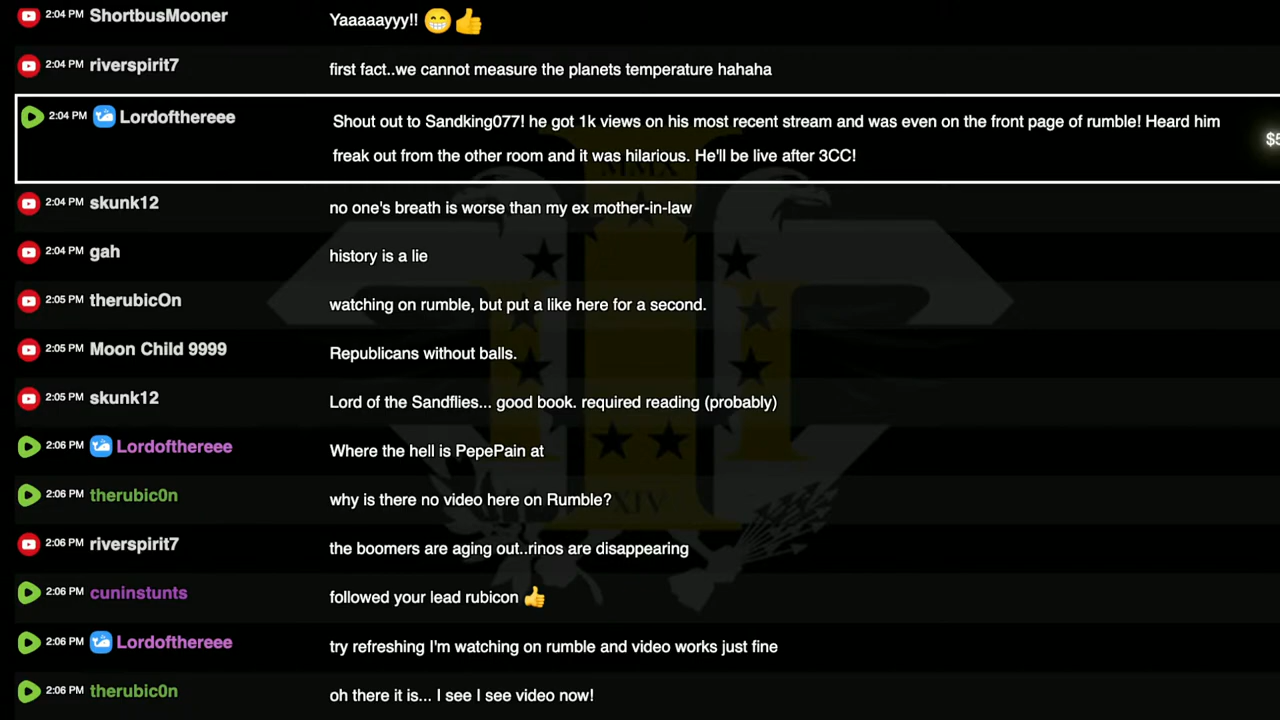 2:04 PM ShortbusMooner Yaaaaayyy!! 😁👍
2:04 PM riverspirit7 first fact..we cannot measure the planets temperature hahaha
2:04 PM Lordofthereee Shout out to Sandking077! he got 1k views on his most recent stream and was even on the front page of rumble! Heard him
freak out from the other room and it was hilarious. He'll be live after 3CC!
2:04 PM skunk12 no one's breath is worse than my ex mother-in-law
2:04 PM gah history is a lie
2:05 PM therubicOn watching on rumble, but put a like here for a second.
2:05 PM Moon Child 9999 Republicans without balls.
2:05 PM skunk12 Lord of the Sandflies... good book. required reading (probably)
2:06 PM Lordofthereee Where the hell is PepePain at
2:06 PM therubic0n why is there no video here on Rumble?
2:06 PM riverspirit7 the boomers are aging out..rinos are disappearing
2:06 PM cuninstunts followed your lead rubicon 👍
2:06 PM Lordofthereee try refreshing I'm watching on rumble and video works just fine
2:06 PM therubic0n oh there it is... I see I see video now!
MMX
XIV